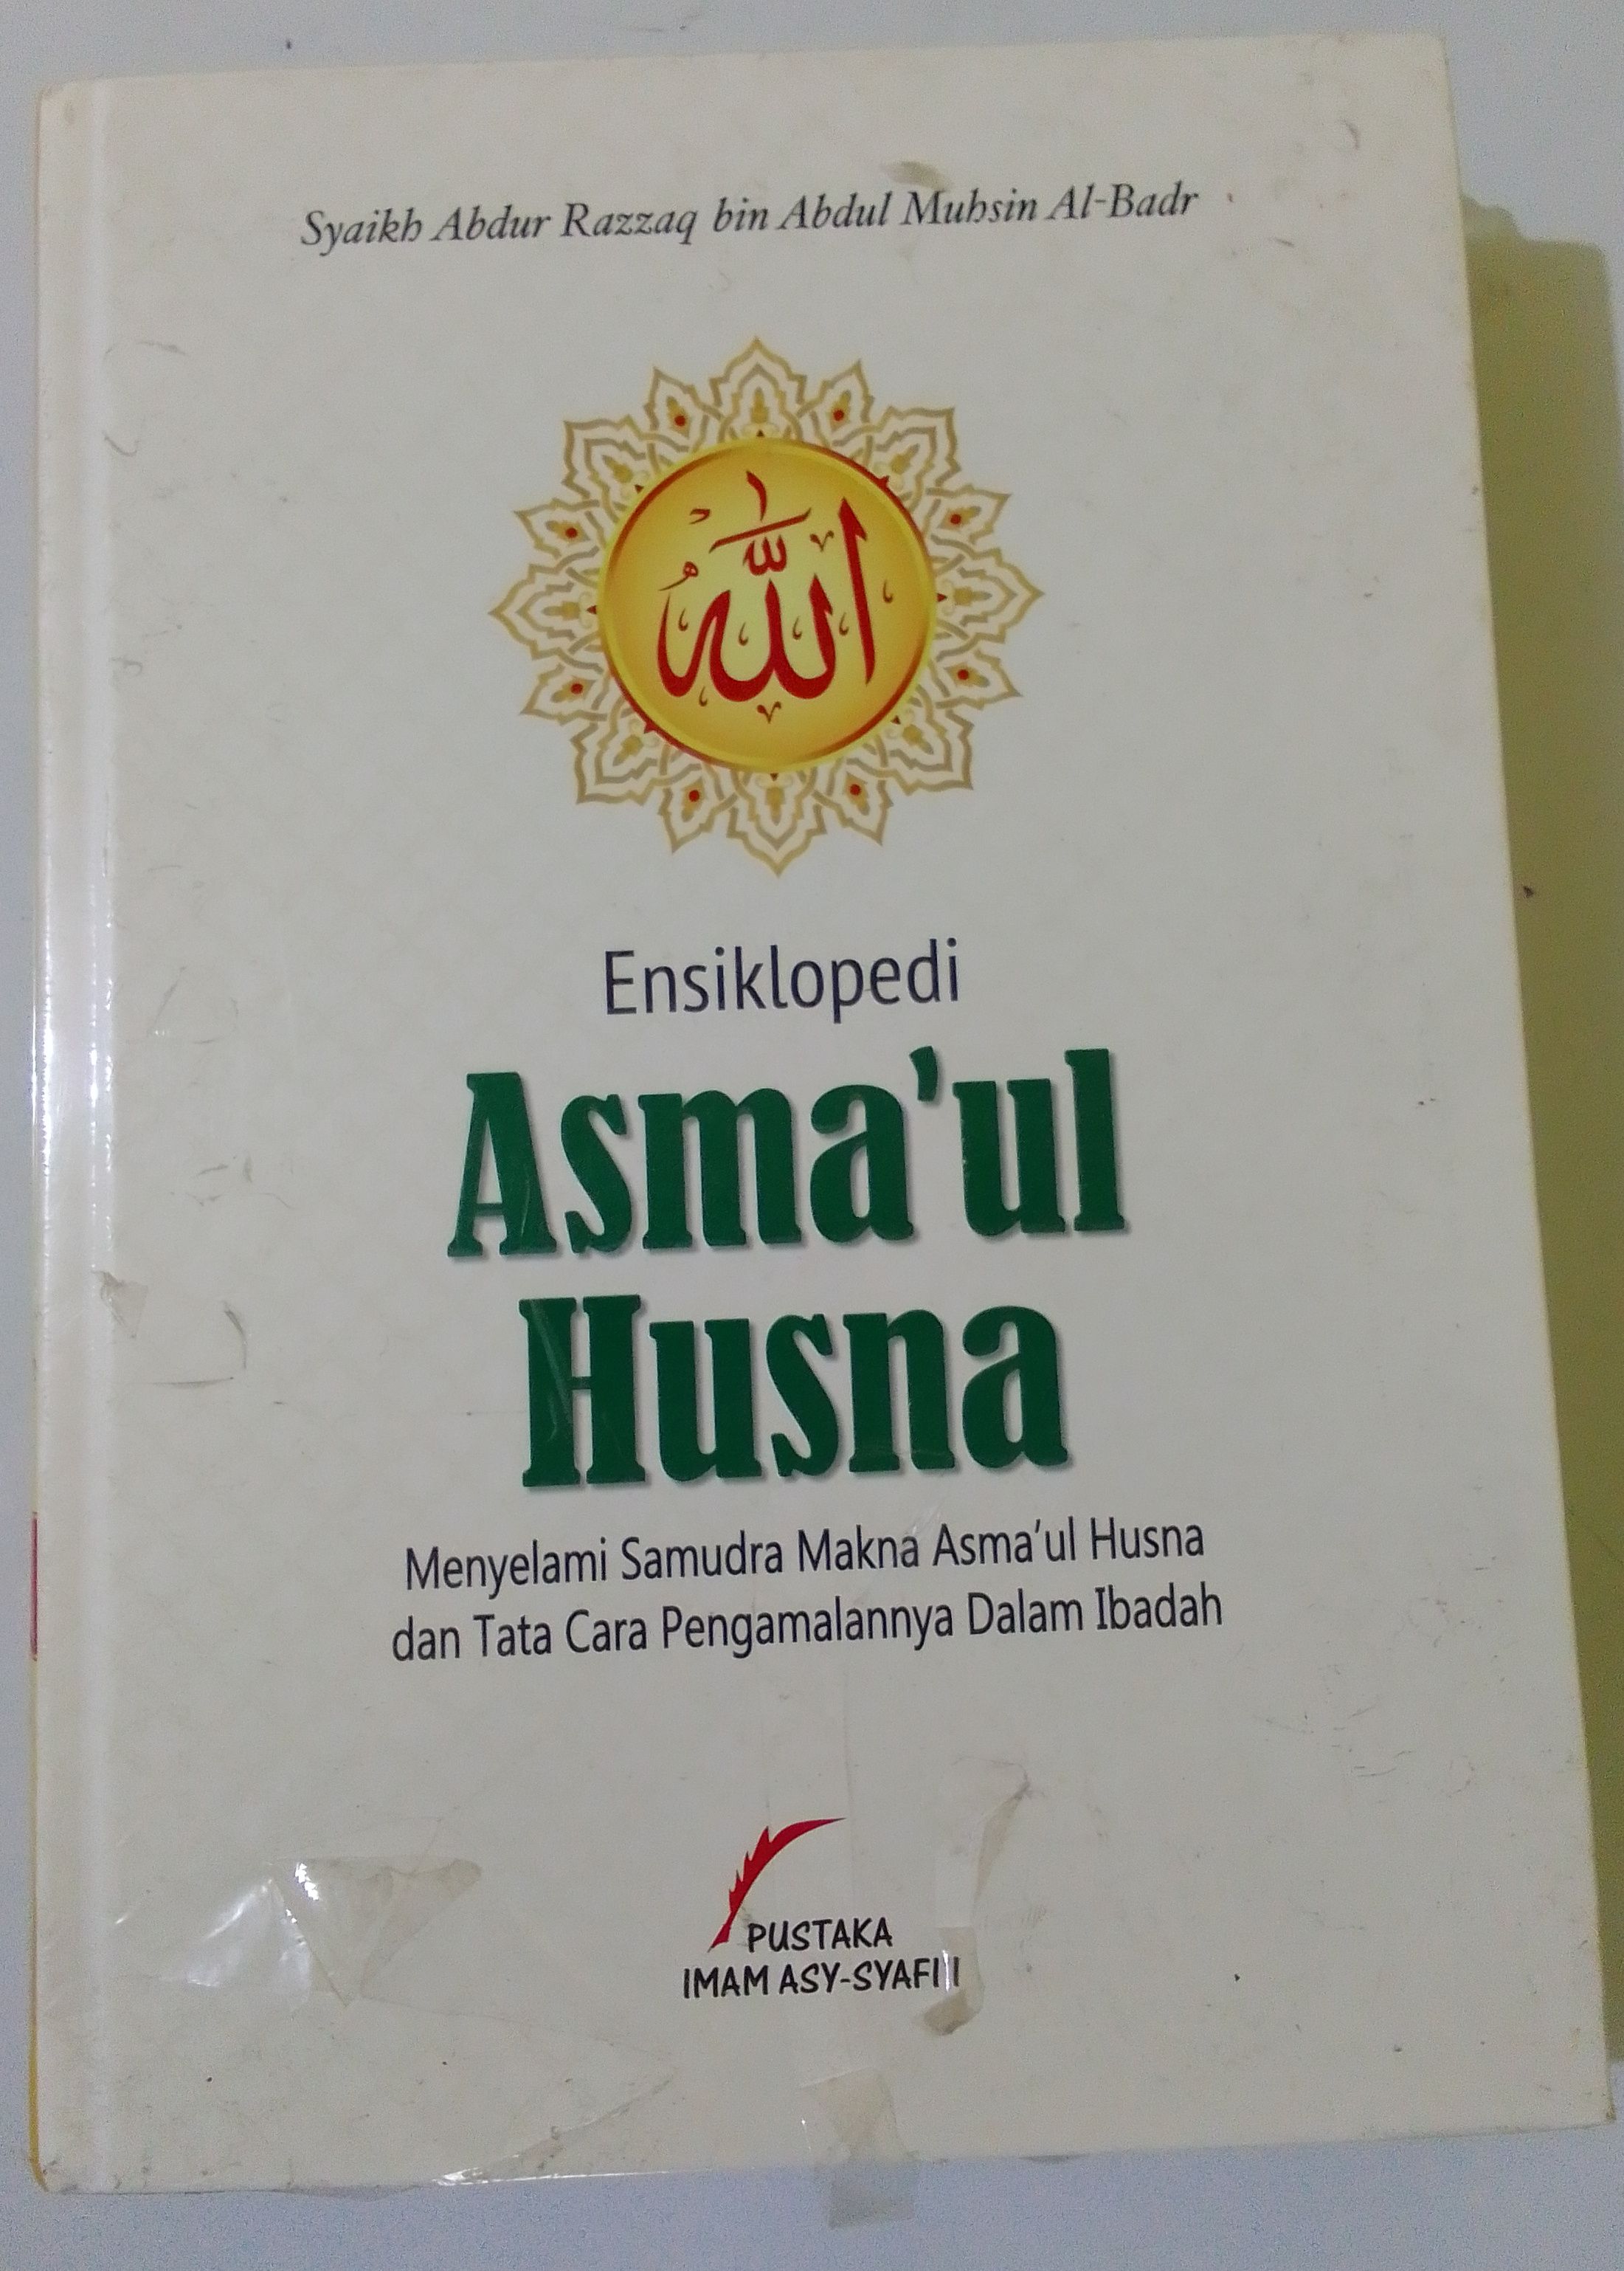 Syaikh Abdur Razzaq bin Abdul Muhsin Al-Badr
الله
Ensiklopedi
Asma'ul
Husna
Menyelami Samudra Makna Asma'ul Husna
dan Tata Cara Pengamalannya Dalam Ibadah
PUSTAKA
IMAM ASY-SYAFI'I